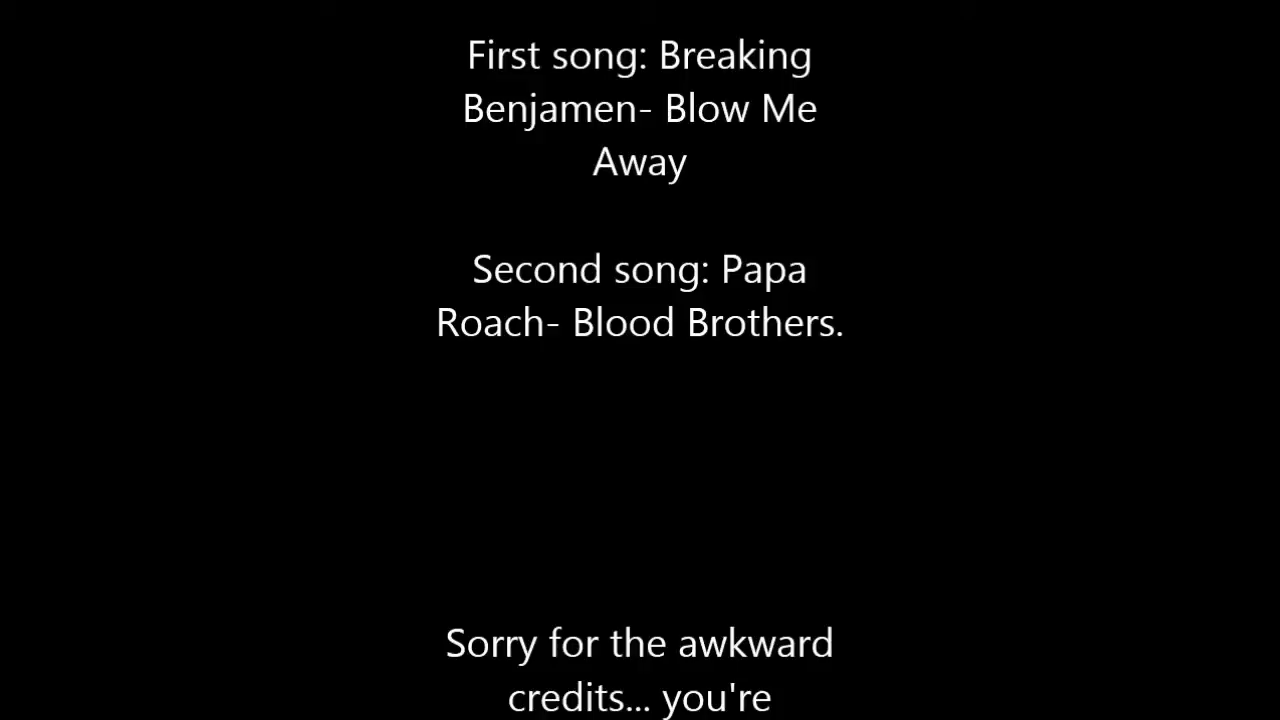 First song: Breaking
Benjamen- Blow Me
Away
Second song: Papa
Roach- Blood Brothers.
Sorry for the awkward
credits... you're